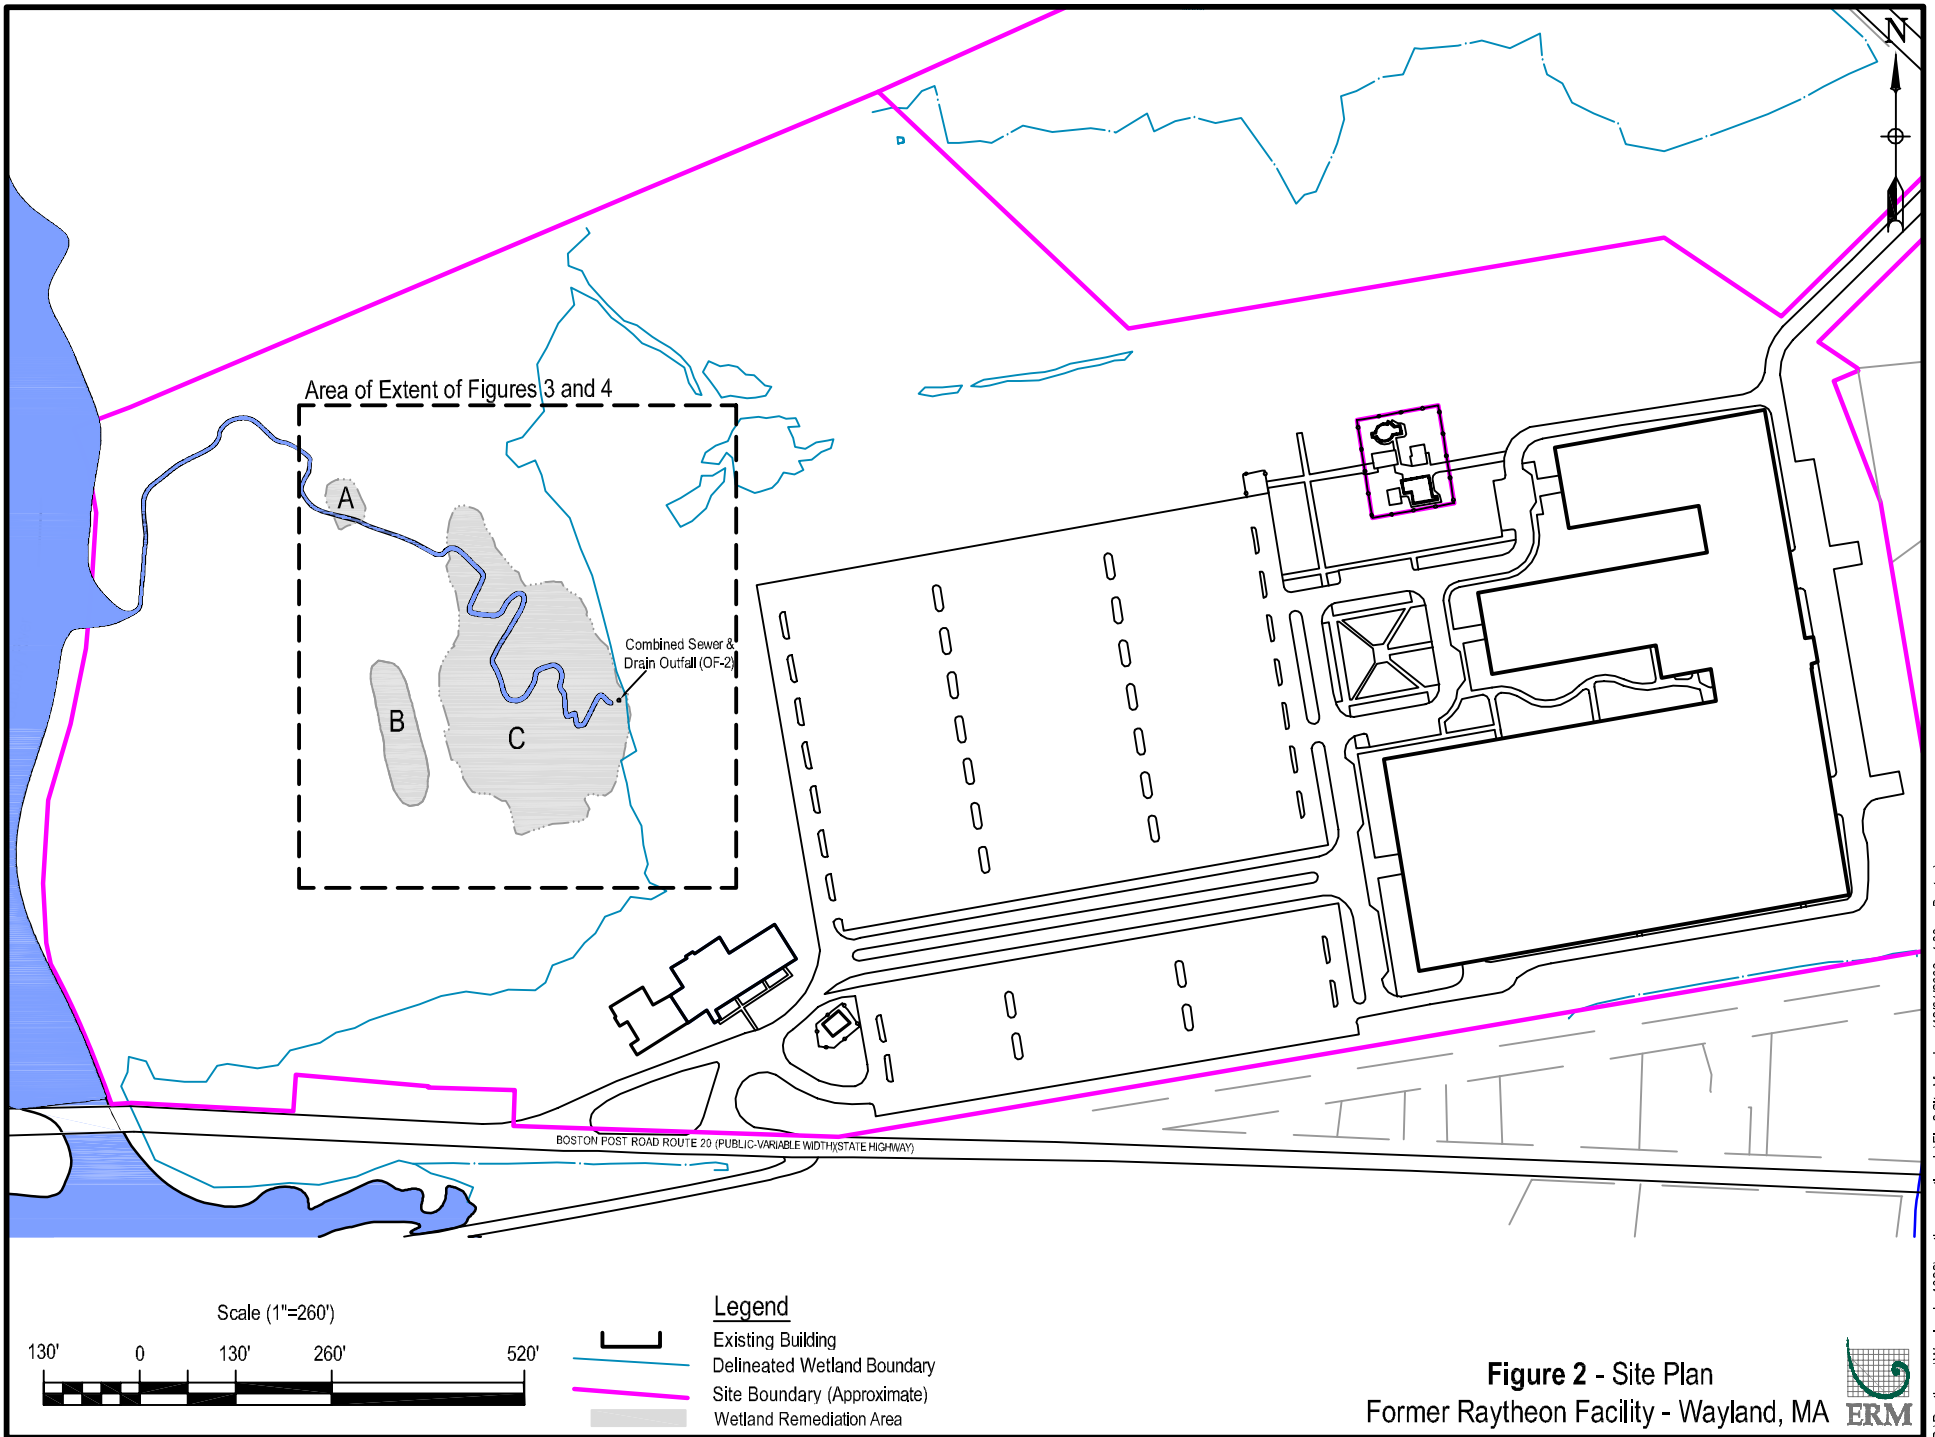 N
Area of Extent of Figures 3 and 4
A
Combined Sewer &
Drain Outfall (OF-2)
B
C
BOSTON POST ROAD ROUTE 20 (PUBLIC-VARIABLE WIDTH)(STATE HIGHWAY)
Scale (1"=260')
130' 0 130' 260' 520'
Legend
Existing Building
Delineated Wetland Boundary
Site Boundary (Approximate)
Wetland Remediation Area
Figure 2 - Site Plan
Former Raytheon Facility - Wayland, MA
ERM